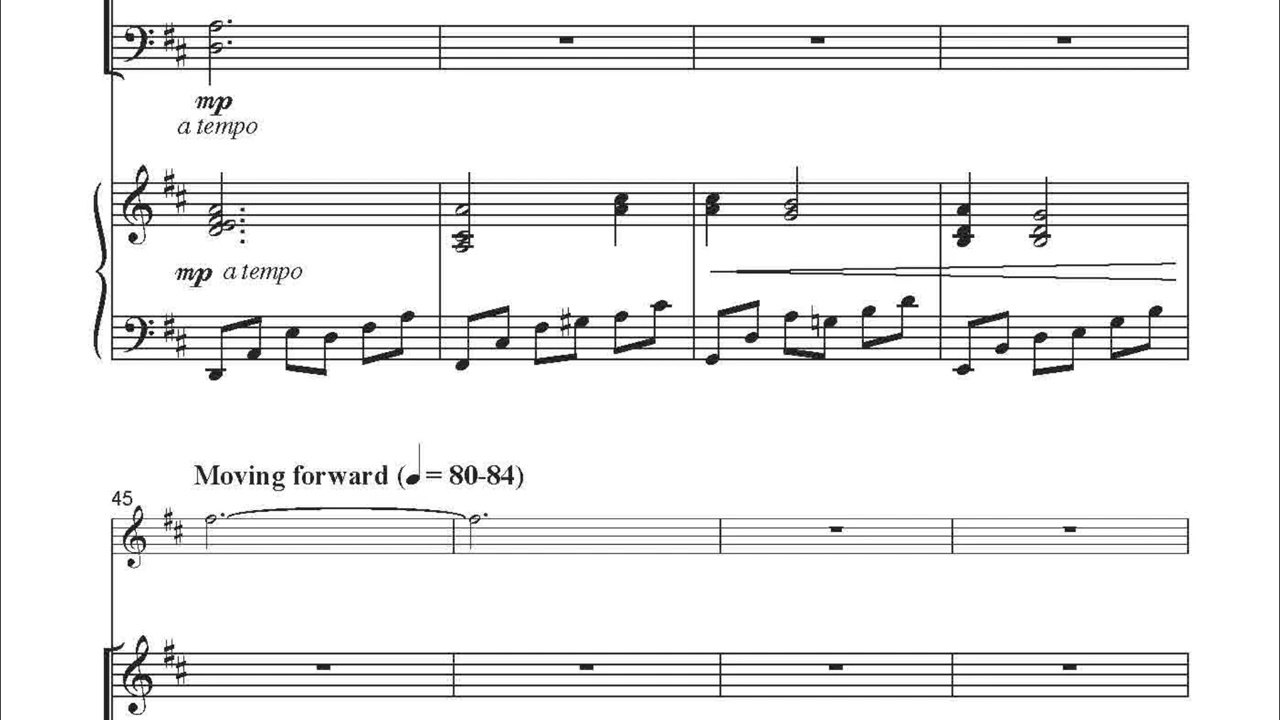 mp
a tempo
mp a tempo
Moving forward (♩ = 80-84)
45